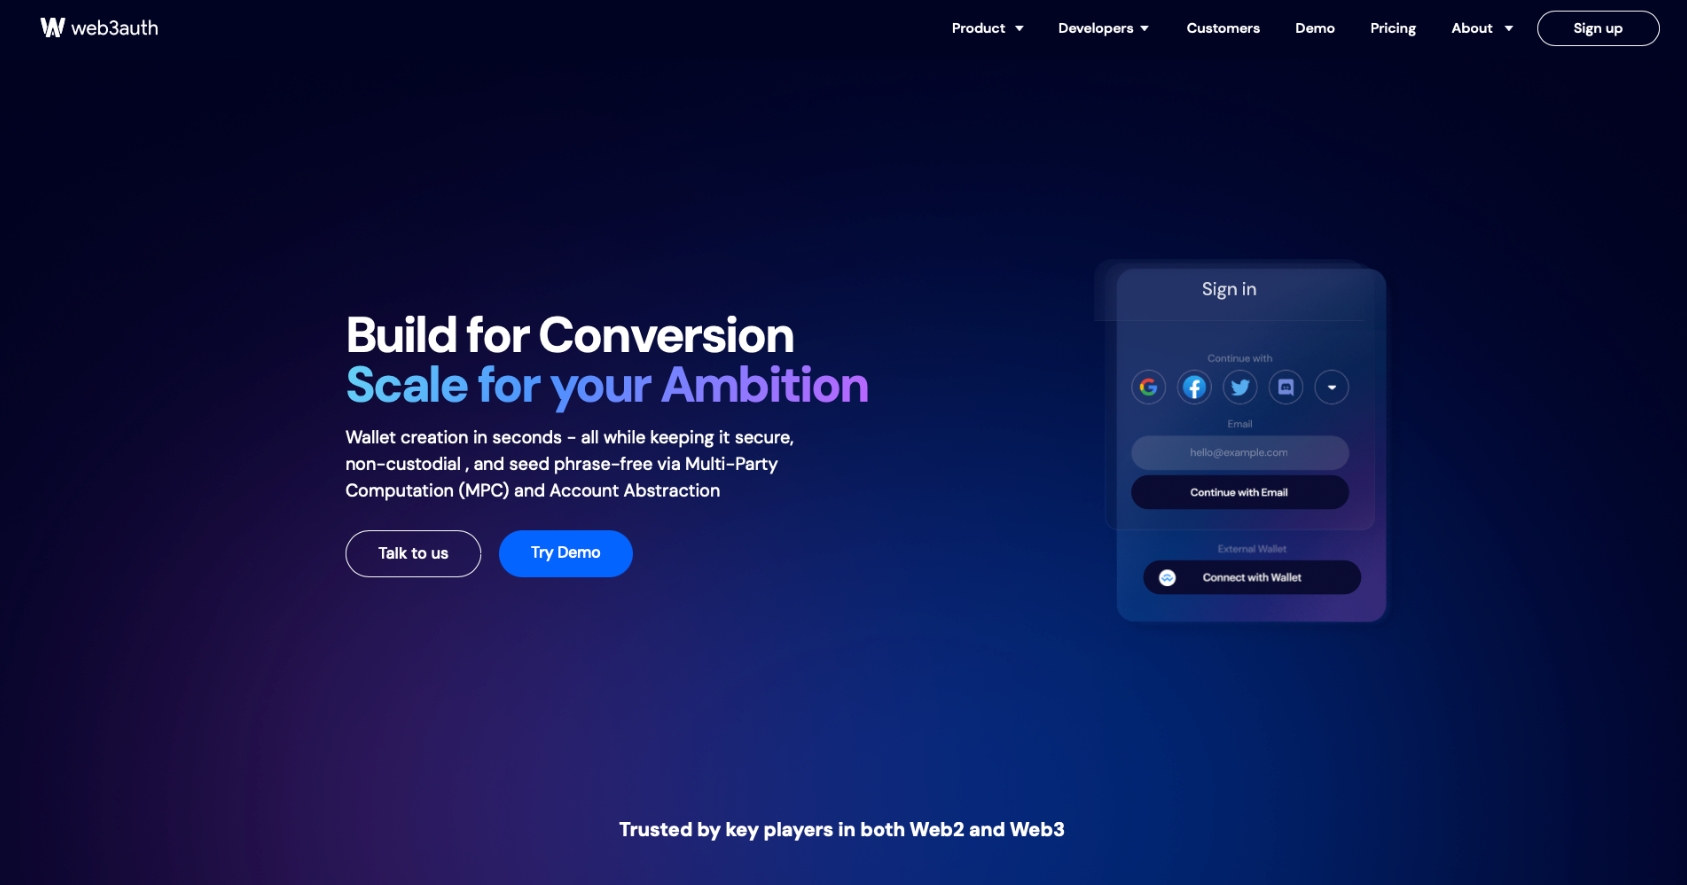 web3auth
Product
Developers
Customers
Demo
Pricing
About
Sign up
Build for Conversion
Scale for your Ambition
Wallet creation in seconds - all while keeping it secure,
non-custodial , and seed phrase-free via Multi-Party
Computation (MPC) and Account Abstraction
Talk to us
Try Demo
Sign in
Continue with
Email
hello@example.com
Continue with Email
External Wallet
Connect with Wallet
Trusted by key players in both Web2 and Web3